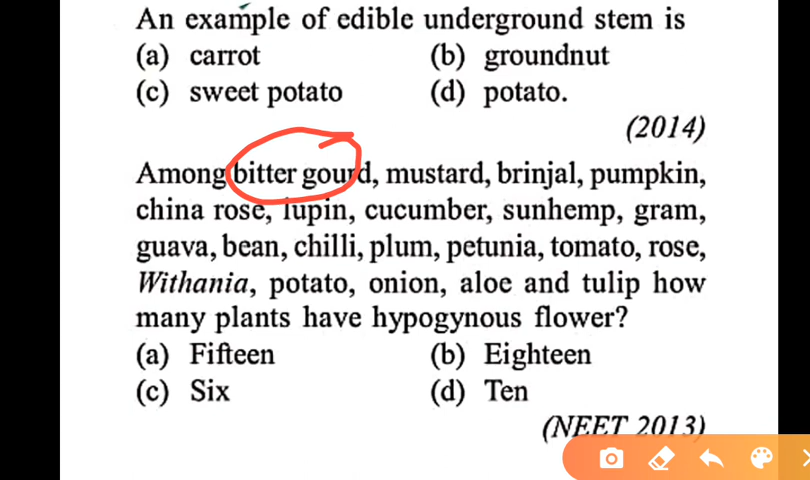 An example of edible underground stem is
(a) carrot (b) groundnut
(c) sweet potato (d) potato.
(2014)
Among bitter gourd, mustard, brinjal, pumpkin,
china rose, lupin, cucumber, sunhemp, gram,
guava, bean, chilli, plum, petunia, tomato, rose,
Withania, potato, onion, aloe and tulip how
many plants have hypogynous flower?
(a) Fifteen (b) Eighteen
(c) Six (d) Ten
(NEET 2013)